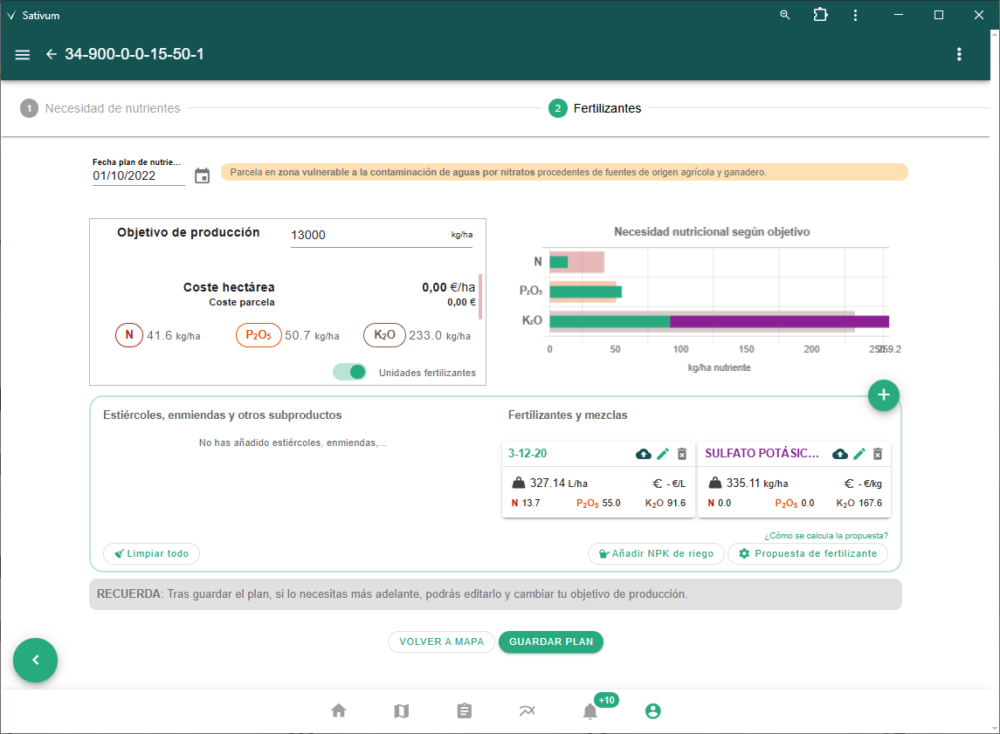 Sativum
34-900-0-0-15-50-1
1 Necesidad de nutrientes
2 Fertilizantes
Fecha plan de nutrie...
01/10/2022
Parcela en zona vulnerable a la contaminación de aguas por nitratos procedentes de fuentes de origen agrícola y ganadero.
Objetivo de producción 13000 kg/ha
Coste hectárea 0,00 €/ha
Coste parcela 0,00 €
N 41.6 kg/ha P₂O₅ 50.7 kg/ha K₂O 233.0 kg/ha
Unidades fertilizantes
Necesidad nutricional según objetivo
N
P₂O₅
K₂O
0 50 100 150 200 250 259.2
kg/ha nutriente
+
Estiércoles, enmiendas y otros subproductos
No has añadido estiércoles, enmiendas,...
Limpiar todo
Fertilizantes y mezclas
3-12-20
327.14 L/ha € - €/L
N 13.7 P₂O₅ 55.0 K₂O 91.6
SULFATO POTÁSIC...
335.11 kg/ha € - €/kg
N 0.0 P₂O₅ 0.0 K₂O 167.6
¿Cómo se calcula la propuesta?
Añadir NPK de riego
Propuesta de fertilizante
RECUERDA: Tras guardar el plan, si lo necesitas más adelante, podrás editarlo y cambiar tu objetivo de producción.
VOLVER A MAPA
GUARDAR PLAN
+10